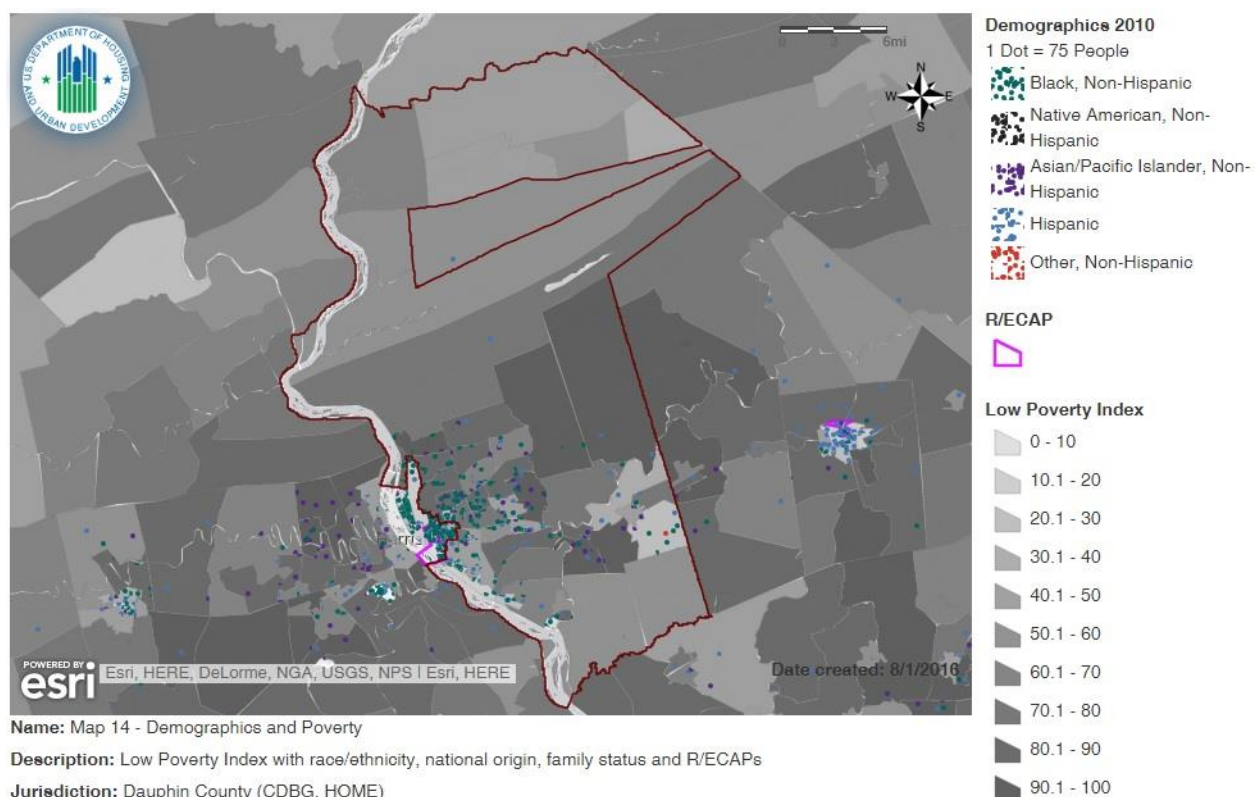 US DEPARTMENT OF HOUSING
AND URBAN DEVELOPMENT
0 3 6mi
N
W E
S
POWERED BY
esri
Esri, HERE, DeLorme, NGA, USGS, NPS | Esri, HERE
Date created: 8/1/2016
Demographics 2010
1 Dot = 75 People
Black, Non-Hispanic
Native American, Non-
Hispanic
Asian/Pacific Islander, Non-
Hispanic
Hispanic
Other, Non-Hispanic
R/ECAP
Low Poverty Index
0 - 10
10.1 - 20
20.1 - 30
30.1 - 40
40.1 - 50
50.1 - 60
60.1 - 70
70.1 - 80
80.1 - 90
90.1 - 100
Name: Map 14 - Demographics and Poverty
Description: Low Poverty Index with race/ethnicity, national origin, family status and R/ECAPs
Jurisdiction: Dauphin County (CDBG, HOME)